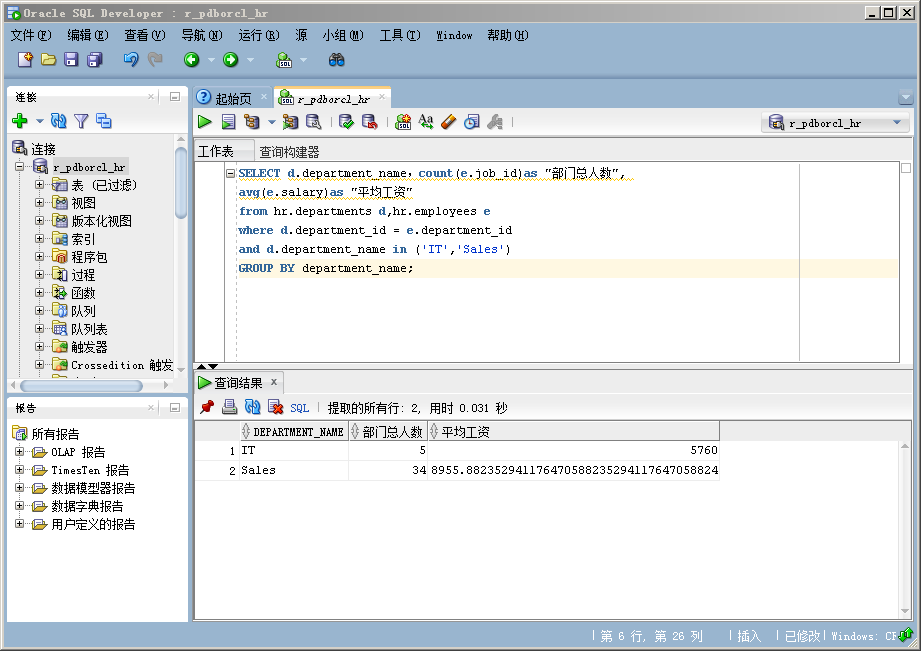 Oracle SQL Developer : r_pdborcl_hr
文件(F) 编辑(E) 查看(V) 导航(N) 运行(R) 源 小组(M) 工具(T) Window 帮助(H)
连接
连接
r_pdborcl_hr
表 (已过滤)
视图
版本化视图
索引
程序包
过程
函数
队列
队列表
触发器
Crossedition 触发
报告
所有报告
OLAP 报告
TimesTen 报告
数据模型器报告
数据字典报告
用户定义的报告
起始页 r_pdborcl_hr
r_pdborcl_hr
工作表 查询构建器
SELECT d.department_name，count(e.job_id)as "部门总人数"，
avg(e.salary)as "平均工资"
from hr.departments d,hr.employees e
where d.department_id = e.department_id
and d.department_name in ('IT','Sales')
GROUP BY department_name;
查询结果
SQL 提取的所有行: 2, 用时 0.031 秒
DEPARTMENT_NAME 部门总人数 平均工资
1 IT 5 5760
2 Sales 34 8955.88235294117647058823529411764705​8824
第 6 行, 第 26 列 插入 已修改 Windows: CF